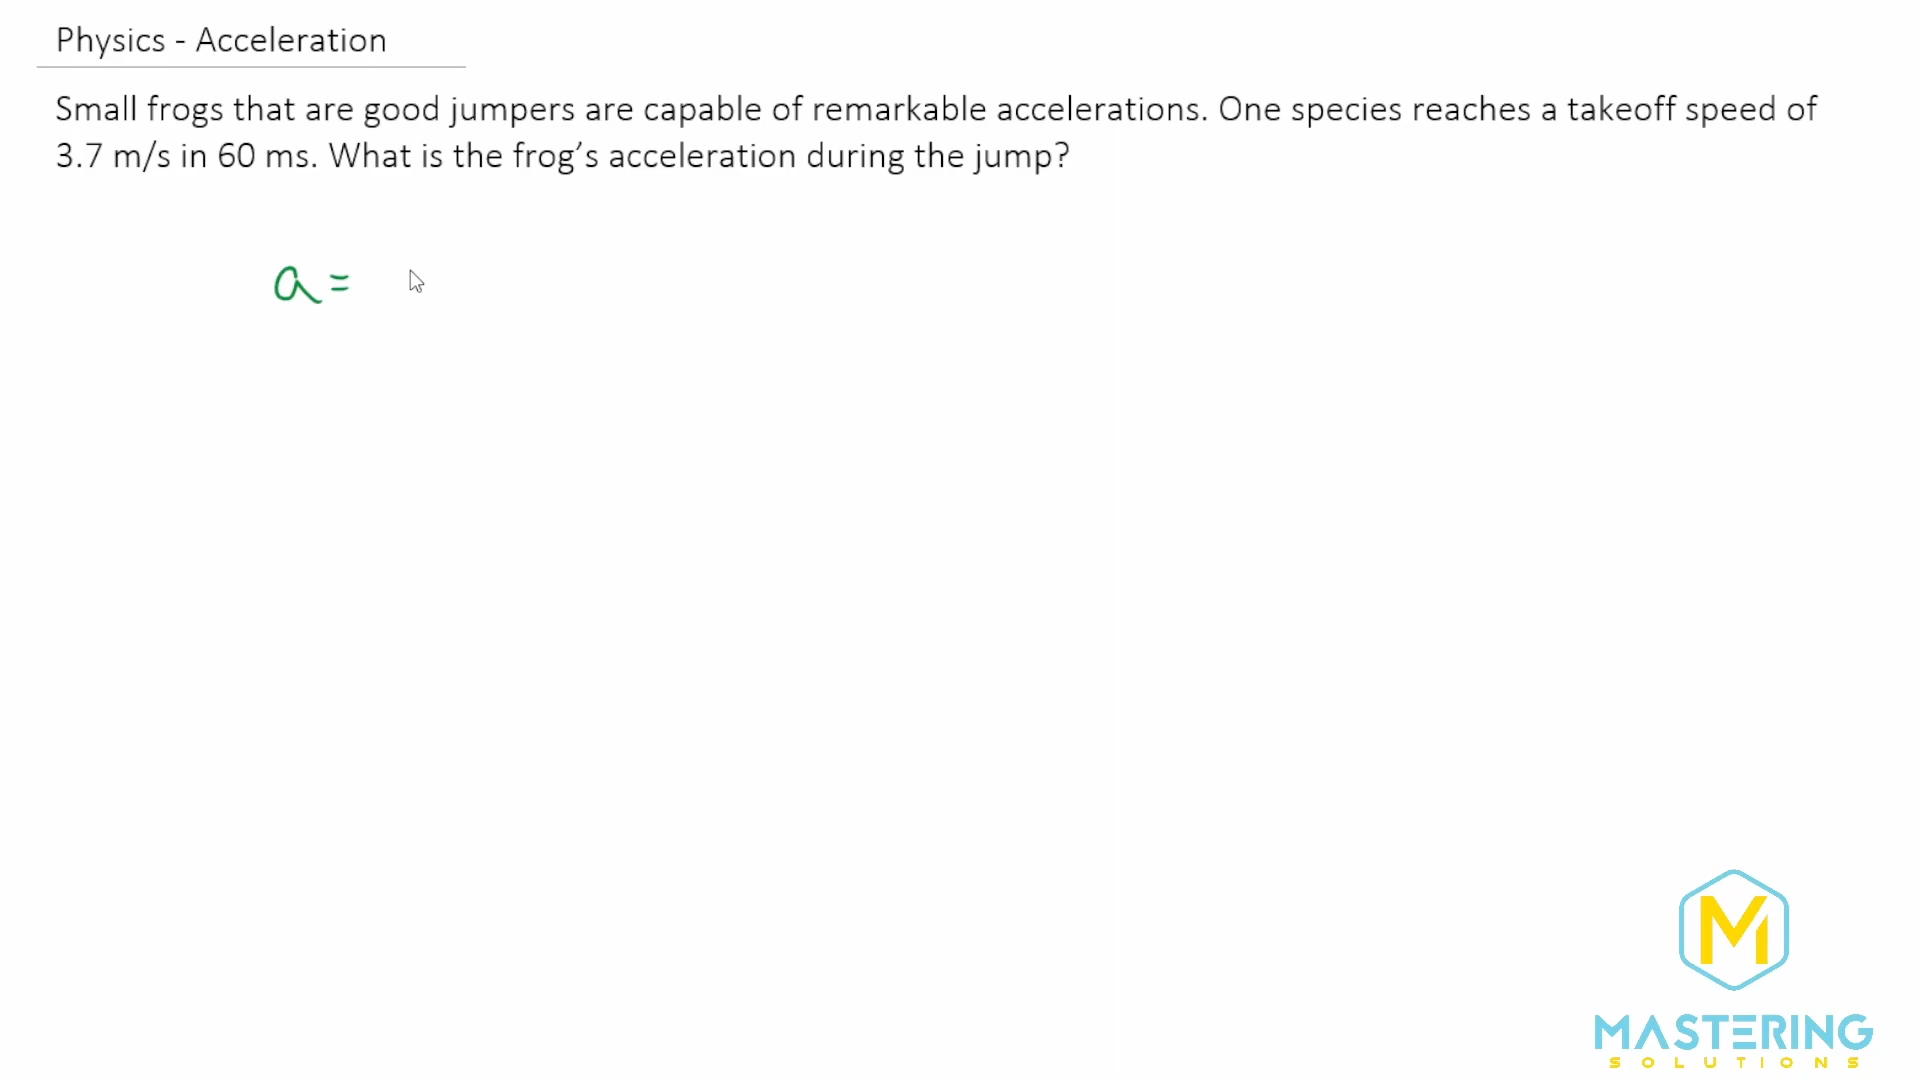 Physics - Acceleration
Small frogs that are good jumpers are capable of remarkable accelerations. One species reaches a takeoff speed of
3.7 m/s in 60 ms. What is the frog’s acceleration during the jump?
a =
M
MASTERING
SOLUTIONS